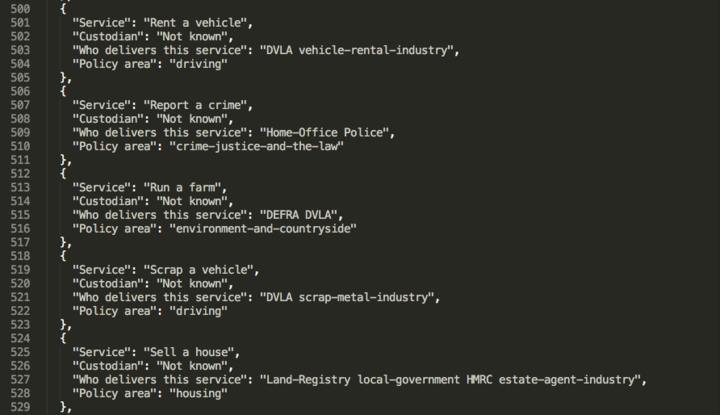 500 {
501 "Service": "Rent a vehicle",
502 "Custodian": "Not known",
503 "Who delivers this service": "DVLA vehicle-rental-industry",
504 "Policy area": "driving"
505 },
506 {
507 "Service": "Report a crime",
508 "Custodian": "Not known",
509 "Who delivers this service": "Home-Office Police",
510 "Policy area": "crime-justice-and-the-law"
511 },
512 {
513 "Service": "Run a farm",
514 "Custodian": "Not known",
515 "Who delivers this service": "DEFRA DVLA",
516 "Policy area": "environment-and-countryside"
517 },
518 {
519 "Service": "Scrap a vehicle",
520 "Custodian": "Not known",
521 "Who delivers this service": "DVLA scrap-metal-industry",
522 "Policy area": "driving"
523 },
524 {
525 "Service": "Sell a house",
526 "Custodian": "Not known",
527 "Who delivers this service": "Land-Registry local-government HMRC estate-agent-industry",
528 "Policy area": "housing"
529 },